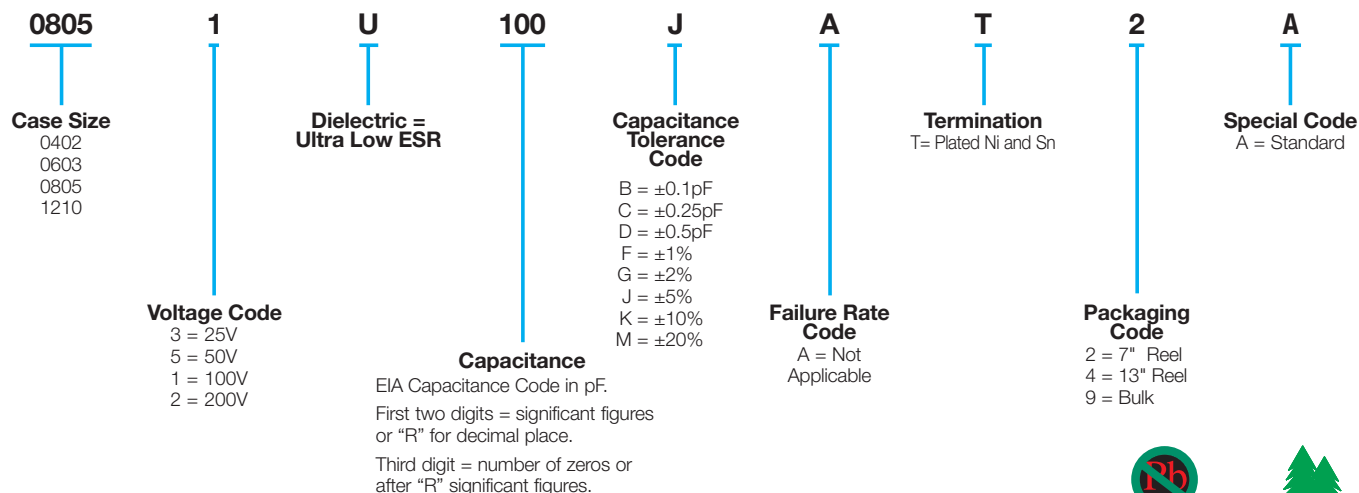 0805 1 U 100 J A T 2 A
Case Size
0402
0603
0805
1210
Voltage Code
3 = 25V
5 = 50V
1 = 100V
2 = 200V
Dielectric =
Ultra Low ESR
Capacitance
EIA Capacitance Code in pF.
First two digits = significant figures
or “R” for decimal place.
Third digit = number of zeros or
after “R” significant figures.
Capacitance
Tolerance
Code
B = ±0.1pF
C = ±0.25pF
D = ±0.5pF
F = ±1%
G = ±2%
J = ±5%
K = ±10%
M = ±20%
Failure Rate
Code
A = Not
Applicable
Termination
T= Plated Ni and Sn
Packaging
Code
2 = 7" Reel
4 = 13" Reel
9 = Bulk
Special Code
A = Standard
Pb